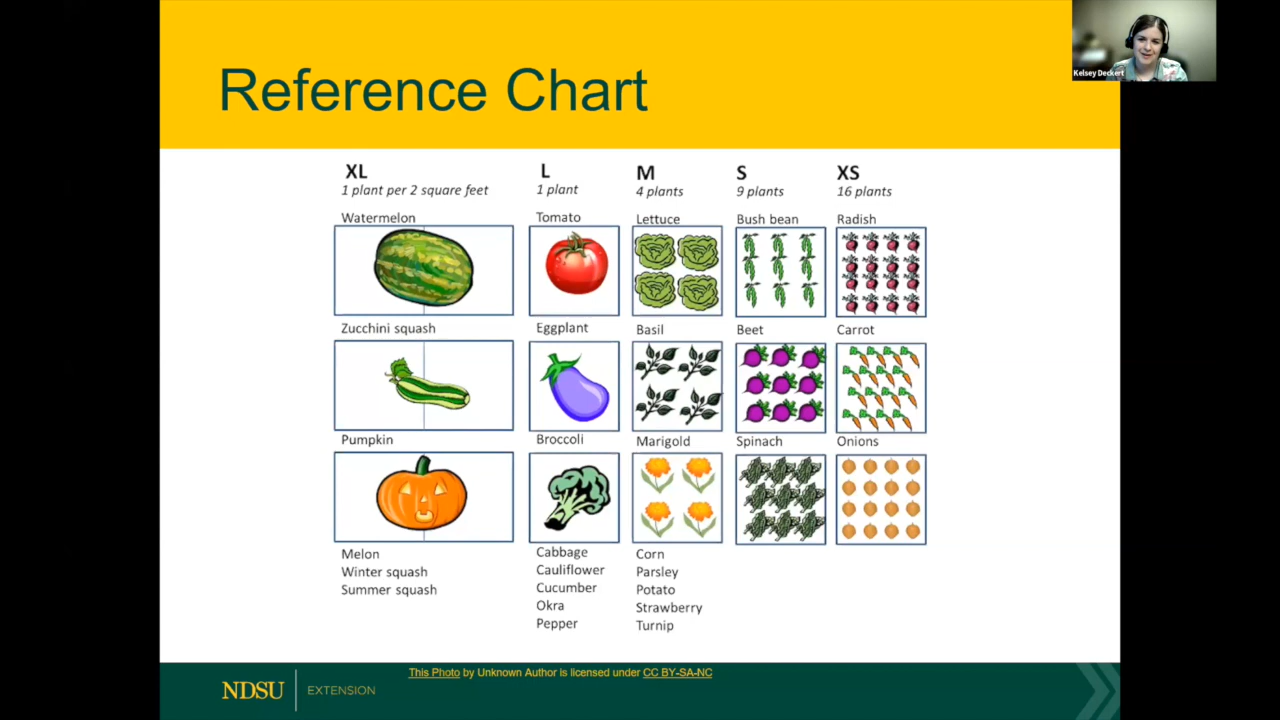 Kelsey Deckert
Reference Chart
XL
1 plant per 2 square feet
Watermelon
Zucchini squash
Pumpkin
Melon
Winter squash
Summer squash
L
1 plant
Tomato
Eggplant
Broccoli
Cabbage
Cauliflower
Cucumber
Okra
Pepper
M
4 plants
Lettuce
Basil
Marigold
Corn
Parsley
Potato
Strawberry
Turnip
S
9 plants
Bush bean
Beet
Spinach
XS
16 plants
Radish
Carrot
Onions
This Photo by Unknown Author is licensed under CC BY-SA-NC
NDSU EXTENSION